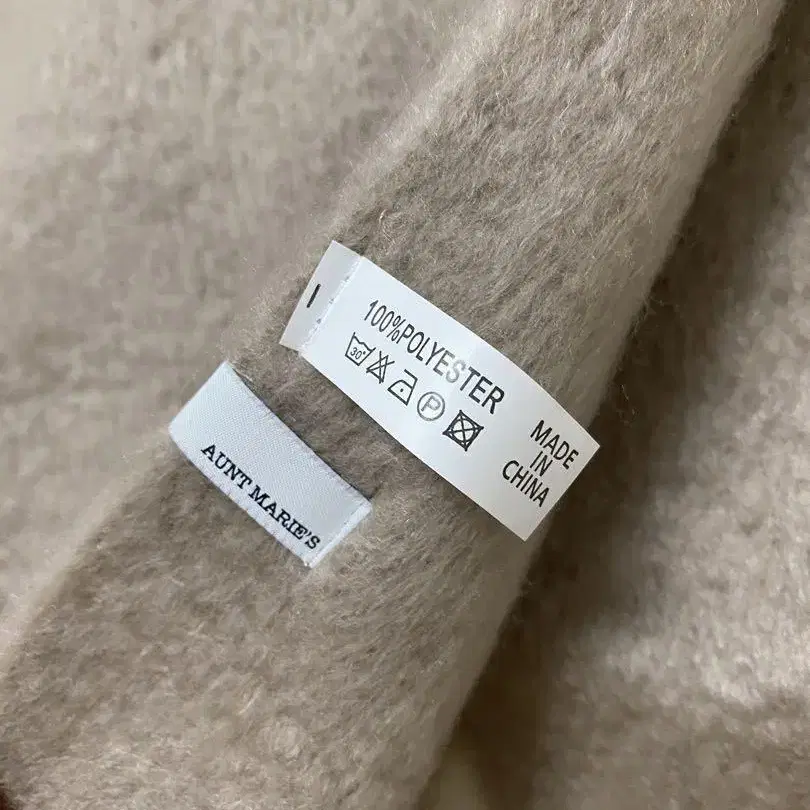 100%POLYESTER
30°
P
MADE
IN
CHINA
AUNT MARIE'S